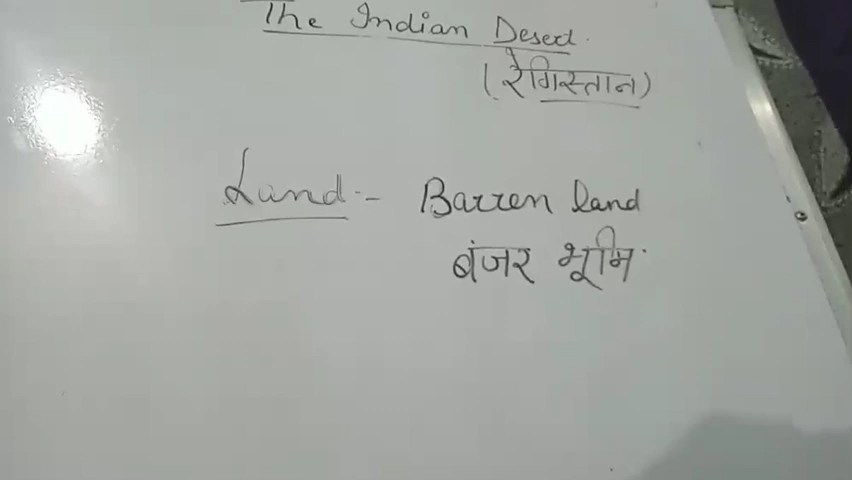 The Indian Desert.
(रेगिस्तान)
Land :- Barren land
बंजर भूमि.